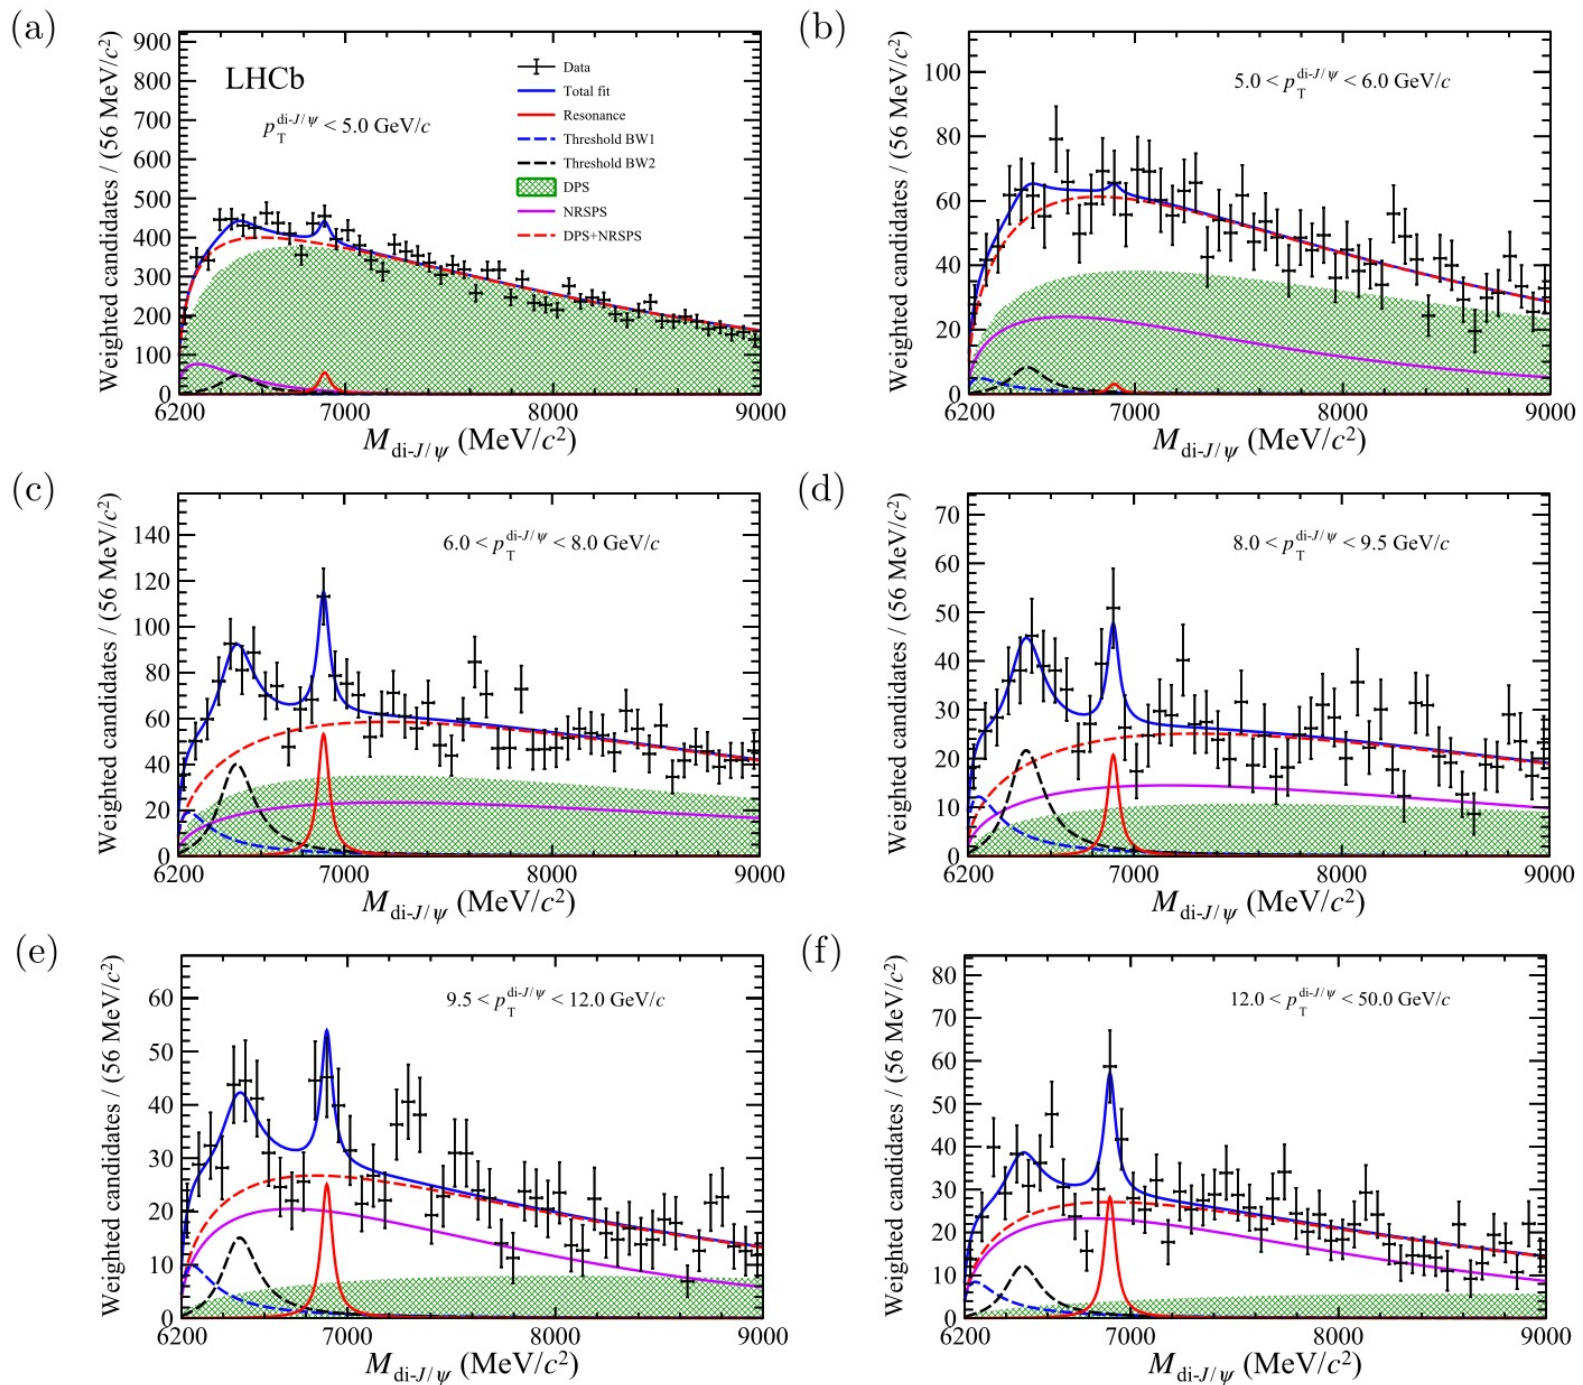 (a)
Weighted candidates / (56 MeV/c²)
900
800
700
600
500
400
300
200
100
0
LHCb
p_T^{di-J/ψ} < 5.0 GeV/c
Data
Total fit
Resonance
Threshold BW1
Threshold BW2
DPS
NRSPS
DPS+NRSPS
6200 7000 8000 9000
M_{di-J/ψ} (MeV/c²)
(b)
Weighted candidates / (56 MeV/c²)
100
80
60
40
20
0
5.0 < p_T^{di-J/ψ} < 6.0 GeV/c
6200 7000 8000 9000
M_{di-J/ψ} (MeV/c²)
(c)
Weighted candidates / (56 MeV/c²)
140
120
100
80
60
40
20
0
6.0 < p_T^{di-J/ψ} < 8.0 GeV/c
6200 7000 8000 9000
M_{di-J/ψ} (MeV/c²)
(d)
Weighted candidates / (56 MeV/c²)
70
60
50
40
30
20
10
0
8.0 < p_T^{di-J/ψ} < 9.5 GeV/c
6200 7000 8000 9000
M_{di-J/ψ} (MeV/c²)
(e)
Weighted candidates / (56 MeV/c²)
60
50
40
30
20
10
0
9.5 < p_T^{di-J/ψ} < 12.0 GeV/c
6200 7000 8000 9000
M_{di-J/ψ} (MeV/c²)
(f)
Weighted candidates / (56 MeV/c²)
80
70
60
50
40
30
20
10
0
12.0 < p_T^{di-J/ψ} < 50.0 GeV/c
6200 7000 8000 9000
M_{di-J/ψ} (MeV/c²)